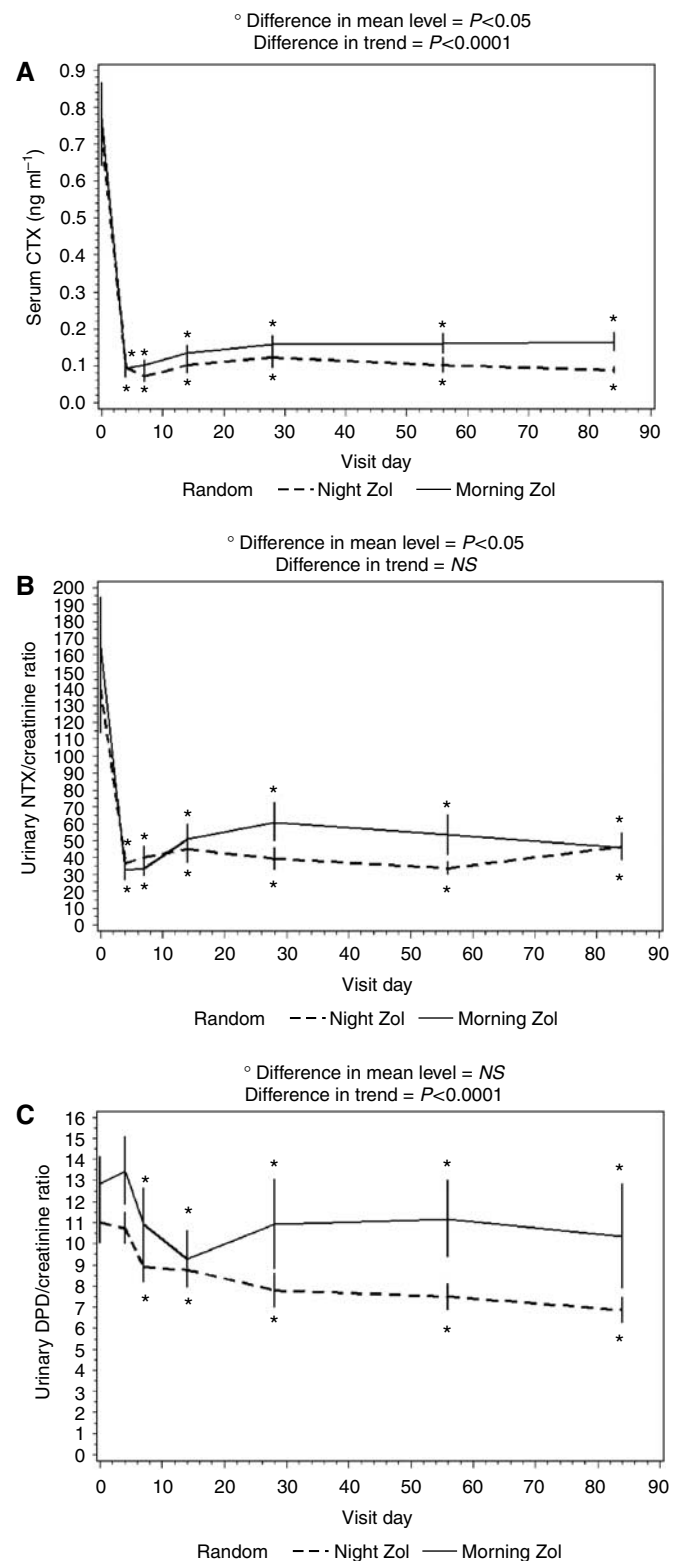 ° Difference in mean level = P<0.05
Difference in trend = P<0.0001
A
0.9
0.8
0.7
0.6
0.5
0.4
0.3
0.2
0.1
0.0
Serum CTX (ng ml⁻¹)
* * * * * * *
* * * * * *
0 10 20 30 40 50 60 70 80 90
Visit day
Random Night Zol Morning Zol
° Difference in mean level = P<0.05
Difference in trend = NS
B
200
190
180
170
160
150
140
130
120
110
100
90
80
70
60
50
40
30
20
10
0
Urinary NTX/creatinine ratio
* * * * * *
* * * * * *
0 10 20 30 40 50 60 70 80 90
Visit day
Random Night Zol Morning Zol
° Difference in mean level = NS
Difference in trend = P<0.0001
C
16
15
14
13
12
11
10
9
8
7
6
5
4
3
2
1
0
Urinary DPD/creatinine ratio
* * * * *
* * * * *
0 10 20 30 40 50 60 70 80 90
Visit day
Random Night Zol Morning Zol